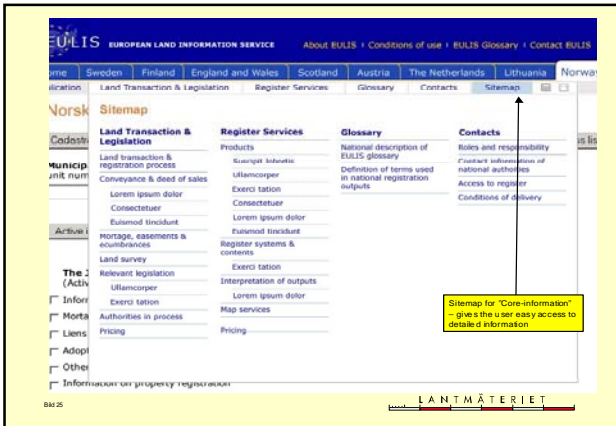 EULIS EUROPEAN LAND INFORMATION SERVICE About EULIS | Conditions of use | EULIS Glossary | Contact EULIS
ome Sweden Finland England and Wales Scotland Austria The Netherlands Lithuania Norway
lication Land Transaction & Legislation Register Services Glossary Contacts Sitemap
Norsk
Sitemap
Cadastr
s lis
Municip
unit num
Active i
The J
(Activ
Inforr
Morta
Liens
Adopt
Other
Information on property registration
Land Transaction &
Legislation
Land transaction &
registration process
Conveyance & deed of sales
Lorem ipsum dolor
Consectetuer
Euismod tincidunt
Mortage, easements &
ecumbrances
Land survey
Relevant legislation
Ullamcorper
Exerci tation
Authorities in process
Pricing
Register Services
Products
Suscipit lobortis
Ullamcorper
Exerci tation
Consectetuer
Lorem ipsum dolor
Euismod tincidunt
Register systems &
contents
Exerci tation
Interpretation of outputs
Lorem ipsum dolor
Map services
Pricing
Glossary
National description of
EULIS glossary
Definition of terms used
in national registration
outputs
Contacts
Roles and responsibility
Contact information of
national authorities
Access to register
Conditions of delivery
Sitemap for "Core-information"
– gives the user easy access to
detailed information
Bild 25
LANTMÄTERIET